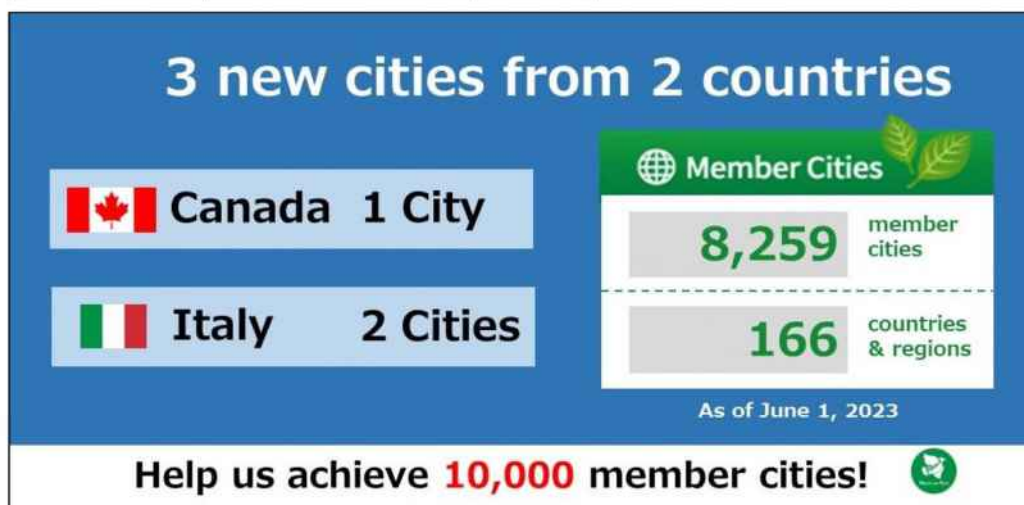 3 new cities from 2 countries
Canada 1 City
Italy 2 Cities
Member Cities
8,259 member cities
166 countries & regions
As of June 1, 2023
Help us achieve 10,000 member cities!